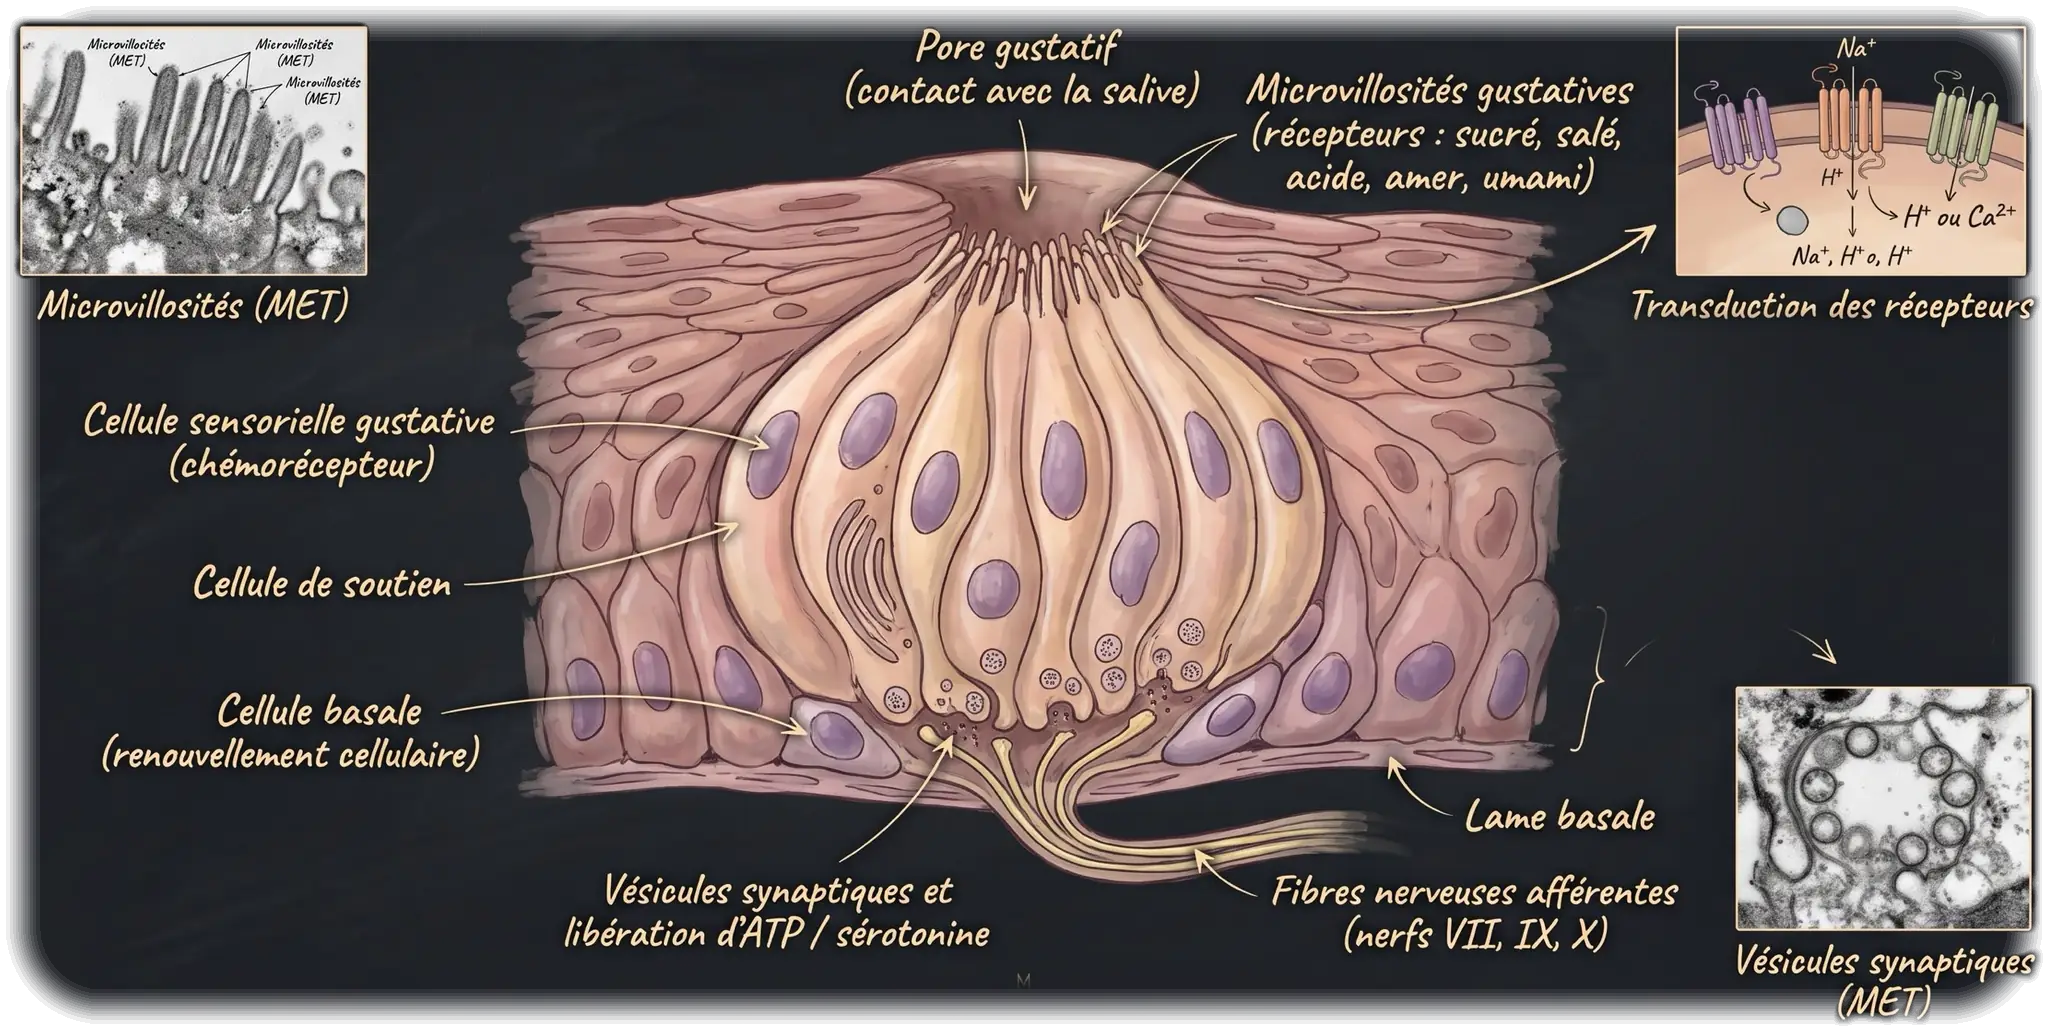 Microvillocités
(MET)
Microvillosités
(MET)
Microvillosités
(MET)
Microvillosités (MET)
Pore gustatif
(contact avec la salive)
Microvillosités gustatives
(récepteurs : sucré, salé,
acide, amer, umami)
Na⁺
H⁺
H⁺ ou Ca²⁺
Na⁺, H⁺o, H⁺
Transduction des récepteurs
Cellule sensorielle gustative
(chémorécepteur)
Cellule de soutien
Cellule basale
(renouvellement cellulaire)
Vésicules synaptiques et
libération d'ATP / sérotonine
Lame basale
Fibres nerveuses afférentes
(nerfs VII, IX, X)
Vésicules synaptiques
(MET)
M